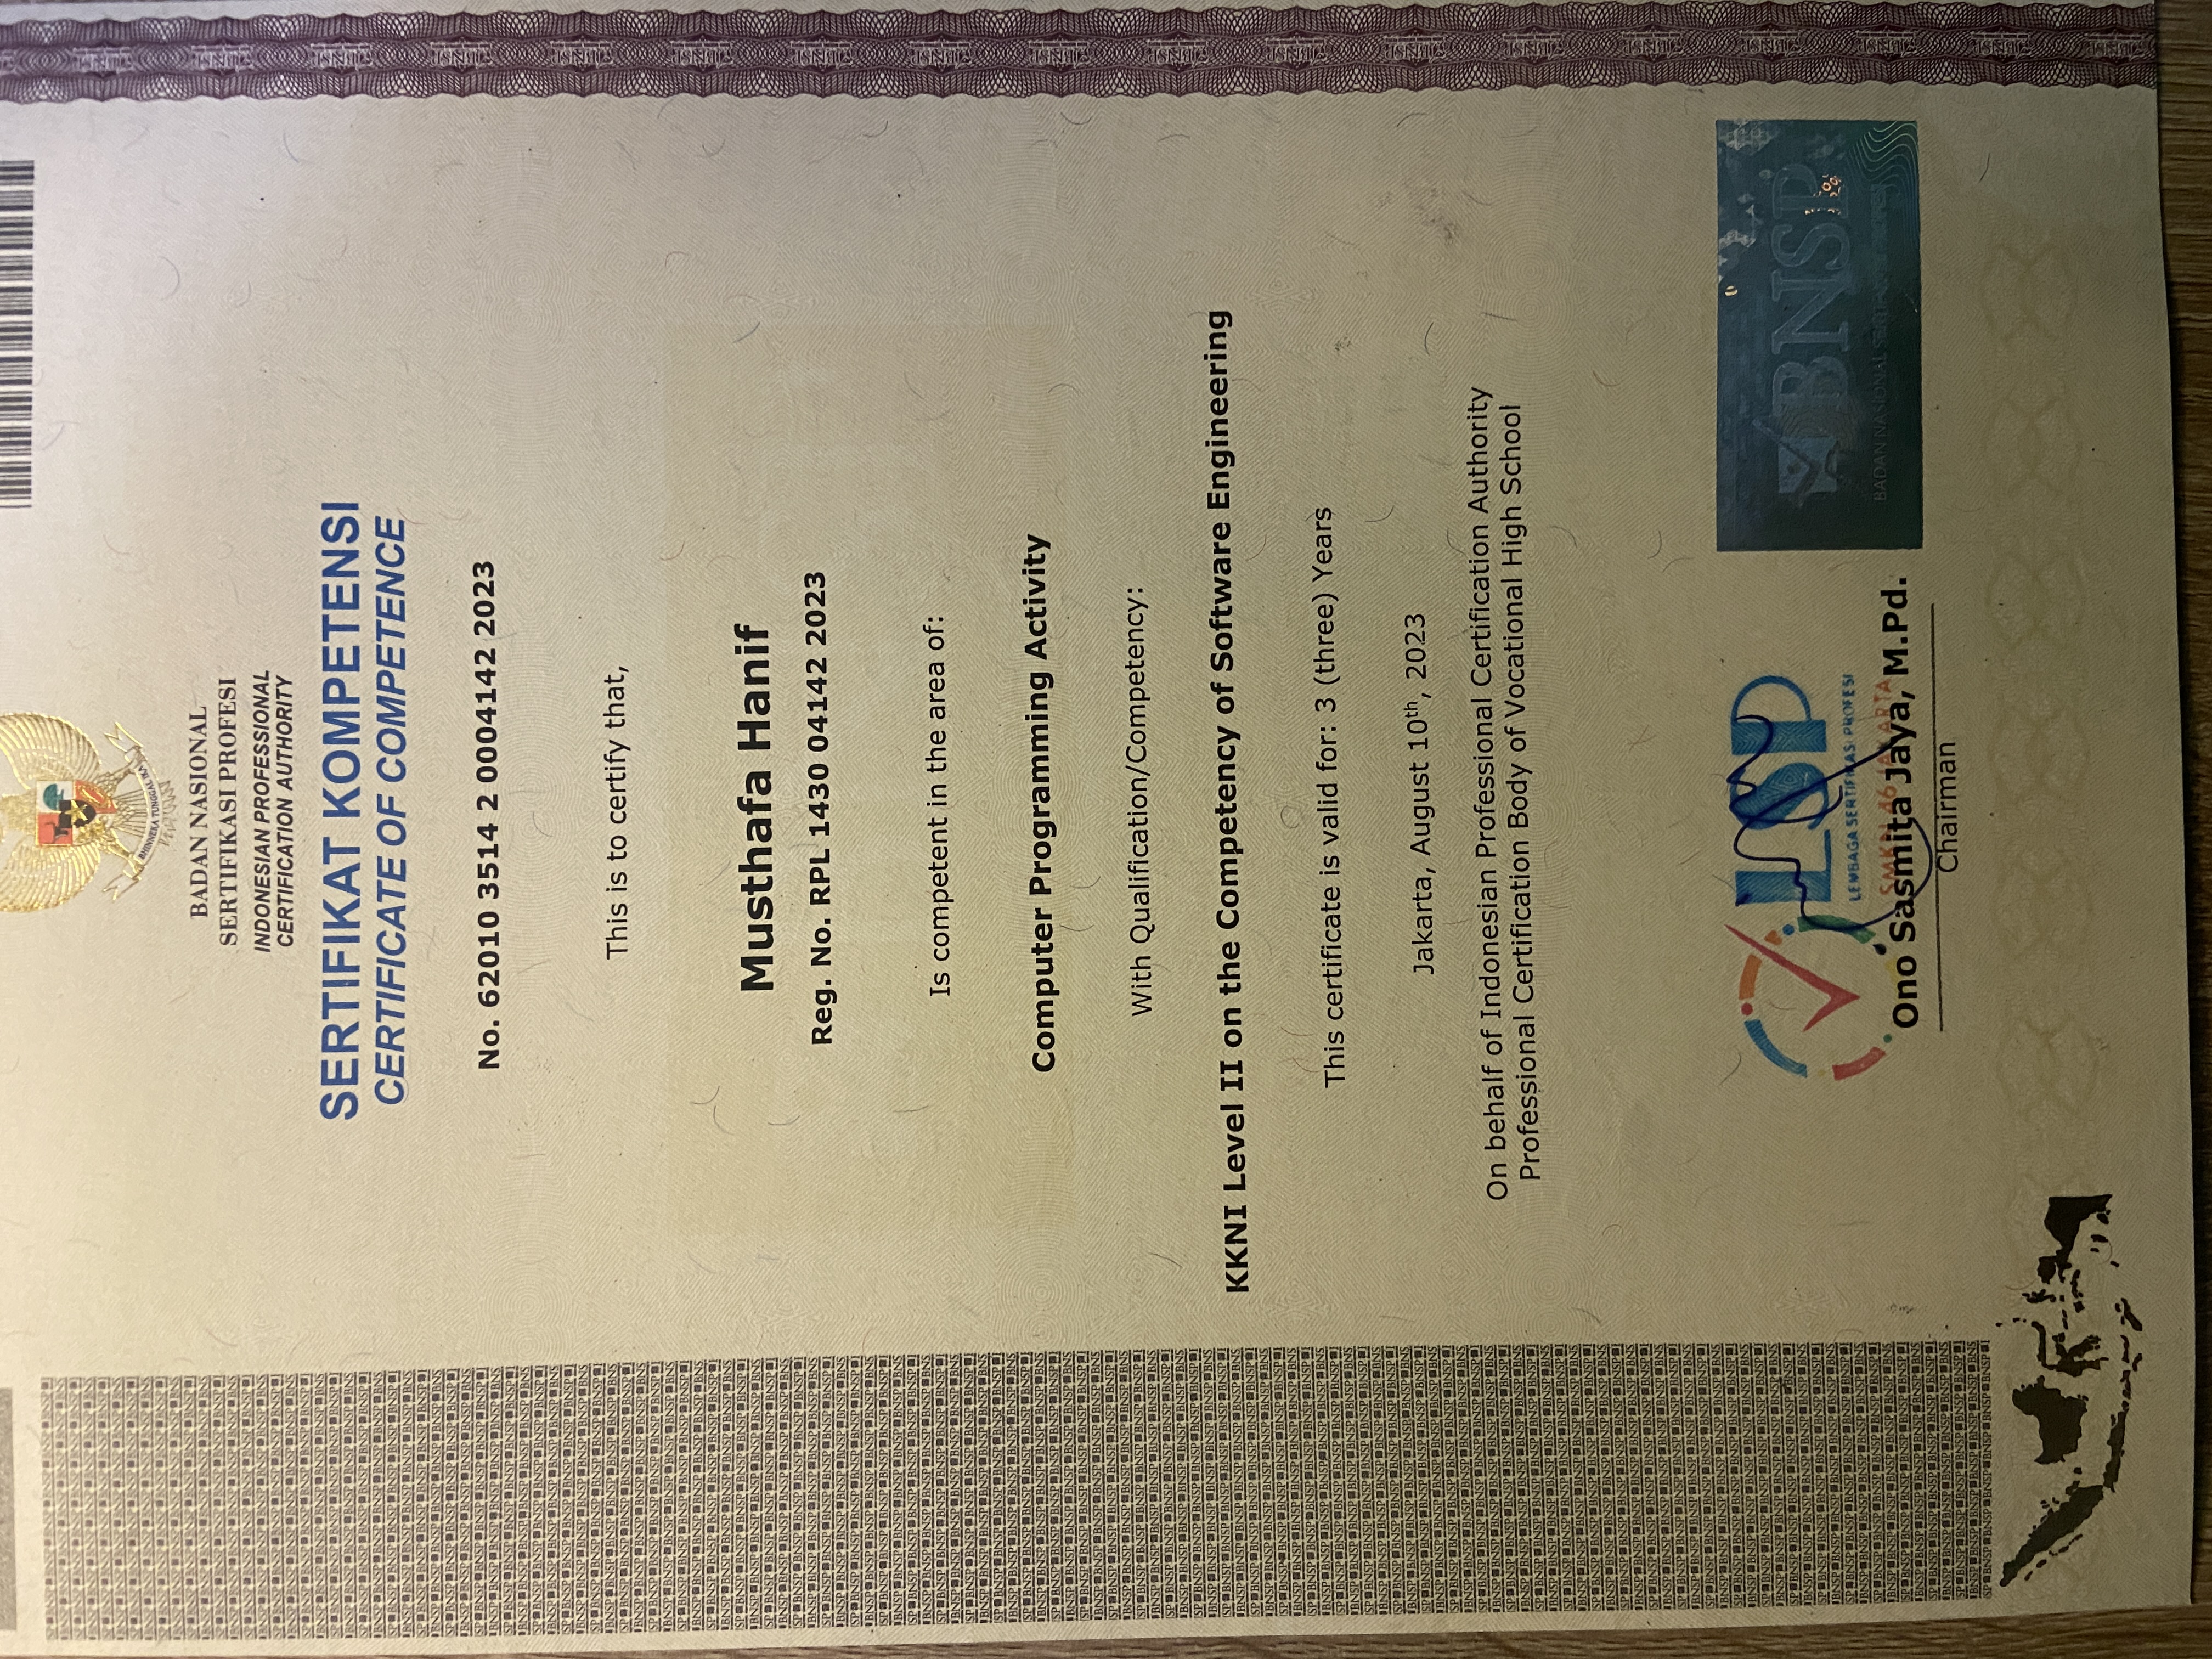 BHINNEKA TUNGGAL IKA
BADAN NASIONAL
SERTIFIKASI PROFESI
INDONESIAN PROFESSIONAL
CERTIFICATION AUTHORITY
SERTIFIKAT KOMPETENSI
CERTIFICATE OF COMPETENCE
No. 62010 3514 2 0004142 2023
This is to certify that,
Musthafa Hanif
Reg. No. RPL 1430 04142 2023
Is competent in the area of:
Computer Programming Activity
With Qualification/Competency:
KKNI Level II on the Competency of Software Engineering
This certificate is valid for: 3 (three) Years
Jakarta, August 10th, 2023
On behalf of Indonesian Professional Certification Authority
Professional Certification Body of Vocational High School
LSP
LEMBAGA SERTIFIKASI PROFESI
SMKN 46 JAKARTA
Ono Sasmita Jaya, M.Pd.
Chairman
BNSP
BADAN NASIONAL SERTIFIKASI PROFESI